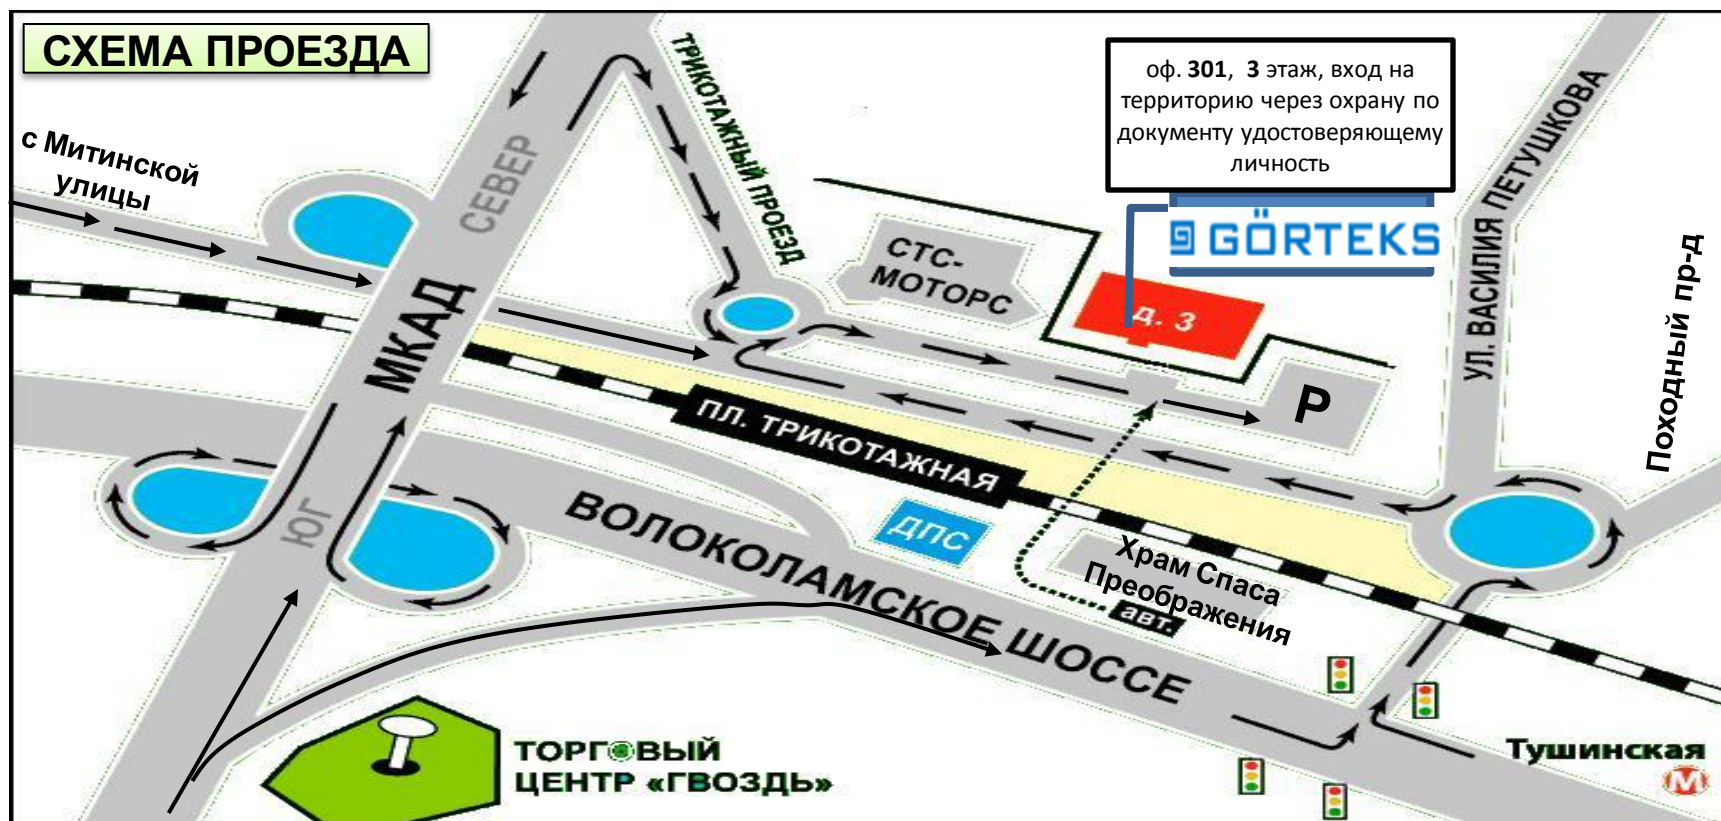 СХЕМА ПРОЕЗДА
оф. 301, 3 этаж, вход на
территорию через охрану по
документу удостоверяющему
личность
GÖRTEKS
с Митинской
улицы
СЕВЕР
МКАД
ЮГ
ТРИКОТАЖНЫЙ ПРОЕЗД
СТС-
МОТОРС
д. 3
P
УЛ. ВАСИЛИЯ ПЕТУШКОВА
Походный пр-д
ПЛ. ТРИКОТАЖНАЯ
ДПС
ВОЛОКОЛАМСКОЕ ШОССЕ
Храм Спаса
Преображения
авт.
ТОРГОВЫЙ
ЦЕНТР «ГВОЗДЬ»
Тушинская
М